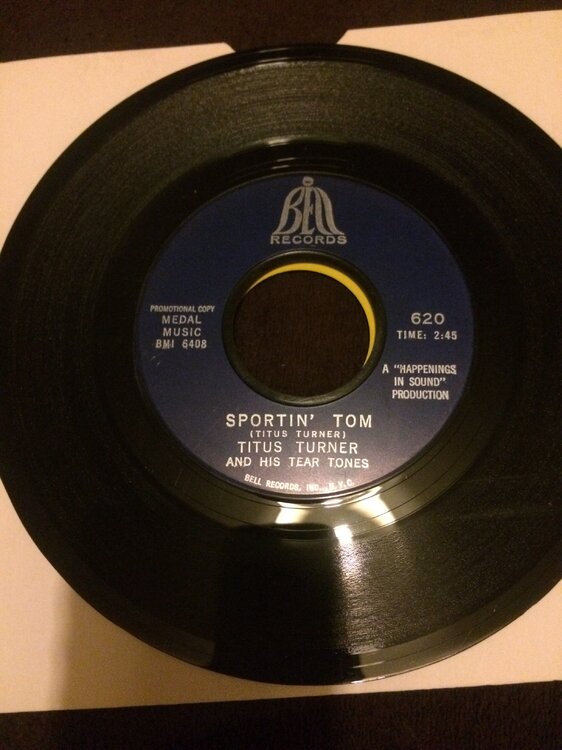 BELL
RECORDS
PROMOTIONAL COPY
MEDAL
MUSIC
BMI 6408
620
TIME: 2:45
A "HAPPENINGS
IN SOUND"
PRODUCTION
SPORTIN' TOM
(TITUS TURNER)
TITUS TURNER
AND HIS TEAR TONES
BELL RECORDS, INC., N.Y.C.